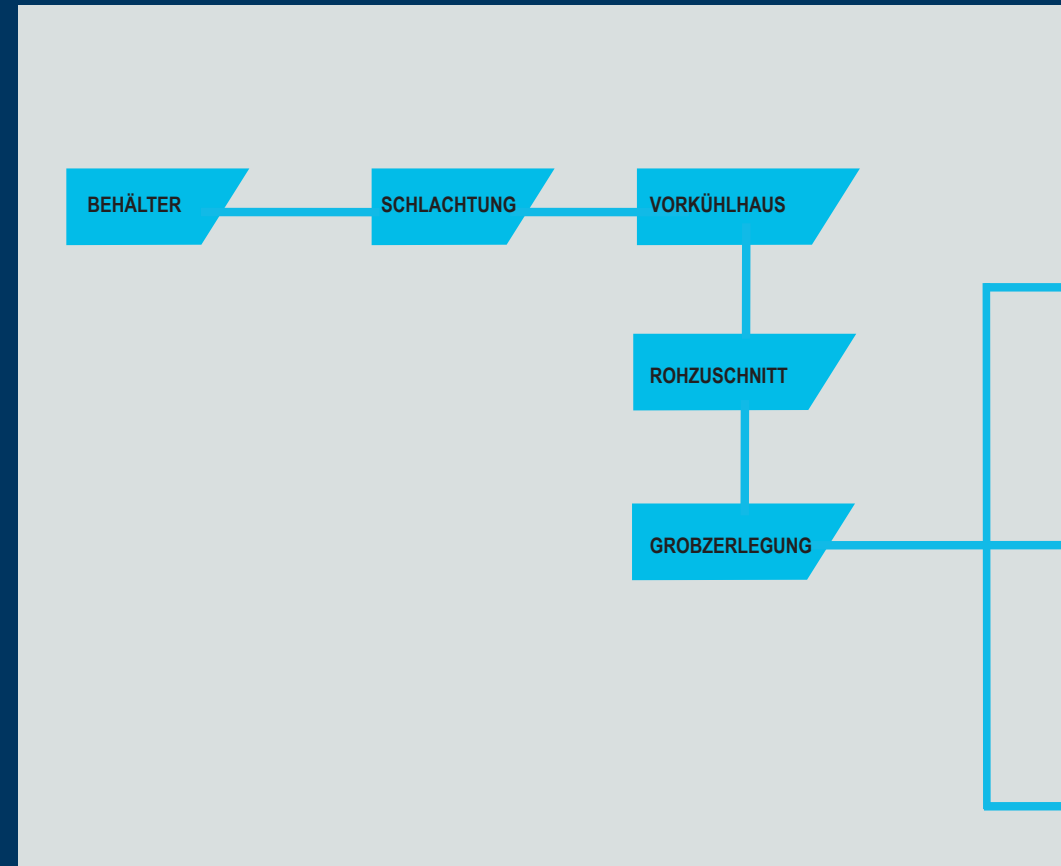 BEHÄLTER
SCHLACHTUNG
VORKÜHLHAUS
ROHZUSCHNITT
GROBZERLEGUNG